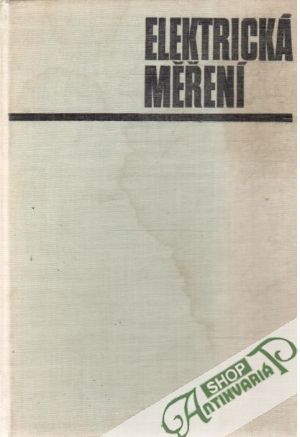 ELEKTRICKÁ
MĚŘENÍ
SHOP
ANTIKVARIÁT